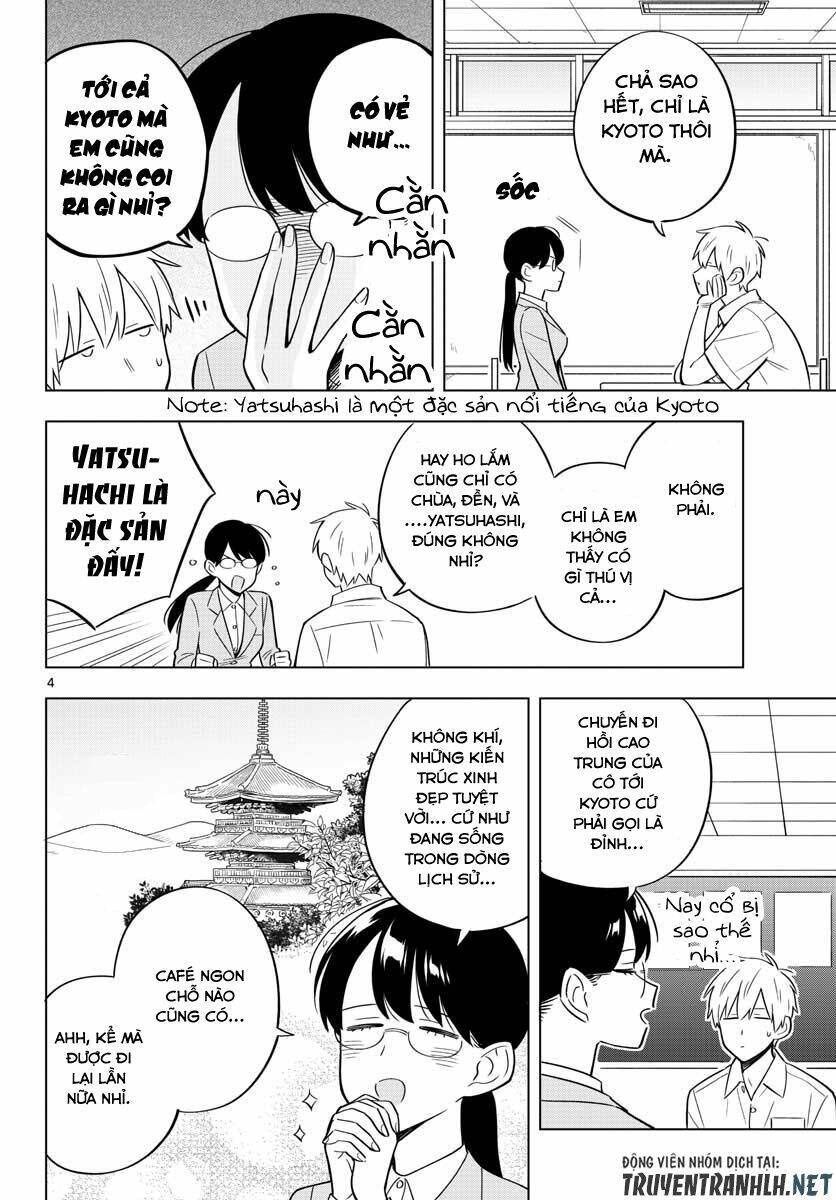 CHẢ SAO
HẾT, CHỈ LÀ
KYOTO THÔI
MÀ.
SỐC
CÓ VẺ
NHƯ...
TỚI CẢ
KYOTO MÀ
EM CŨNG
KHÔNG COI
RA GÌ NHỈ?
Cằn
nhằn
Cằn
nhằn
Note: Yatsuhashi là một đặc sản nổi tiếng của Kyoto
KHÔNG
PHẢI.
CHỈ LÀ EM
KHÔNG
THẤY CÓ
GÌ THÚ VỊ
CẢ...
HAY HO LẮM
CŨNG CHỈ CÓ
CHÙA, ĐỀN, VÀ
....YATSUHASHI,
ĐÚNG KHÔNG
NHỈ?
này
YATSU-
HACHI LÀ
ĐẶC SẢN
ĐẤY!
4
CHUYẾN ĐI
HỒI CAO
TRUNG CỦA
CÔ TỚI
KYOTO CỨ
PHẢI GỌI LÀ
ĐỈNH...
Nay cổ bị
sao thế
nhỉ....
KHÔNG KHÍ,
NHỮNG KIẾN
TRÚC XINH
ĐẸP TUYỆT
VỜI... CỨ NHƯ
ĐANG SỐNG
TRONG DÒNG
LỊCH SỬ...
CAFÉ NGON
CHỖ NÀO
CŨNG CÓ...
AHH, KỂ MÀ
ĐƯỢC ĐI
LẠI LẦN
NỮA NHỈ.
ĐỘNG VIÊN NHÓM DỊCH TẠI:
TRUYENTRANHLH.NET